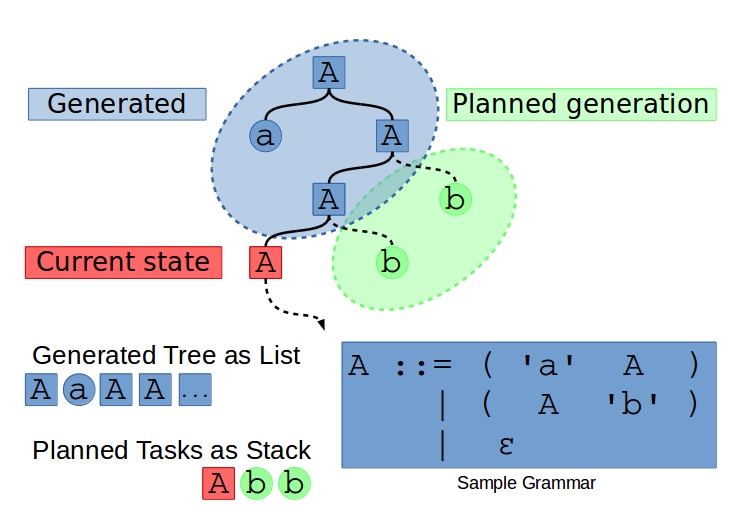 A
Generated
Planned generation
a
A
A
b
Current state
A
b
Generated Tree as List
A a A A ...
Planned Tasks as Stack
A b b
A ::= ( 'a' A )
| ( A 'b' )
| ε
Sample Grammar